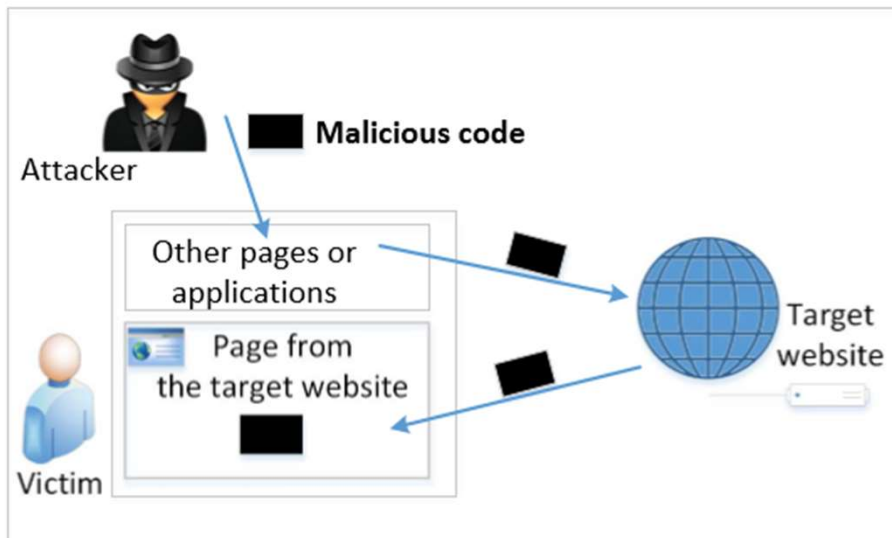 Malicious code
Attacker
Other pages or
applications
Page from
the target website
Target
website
Victim